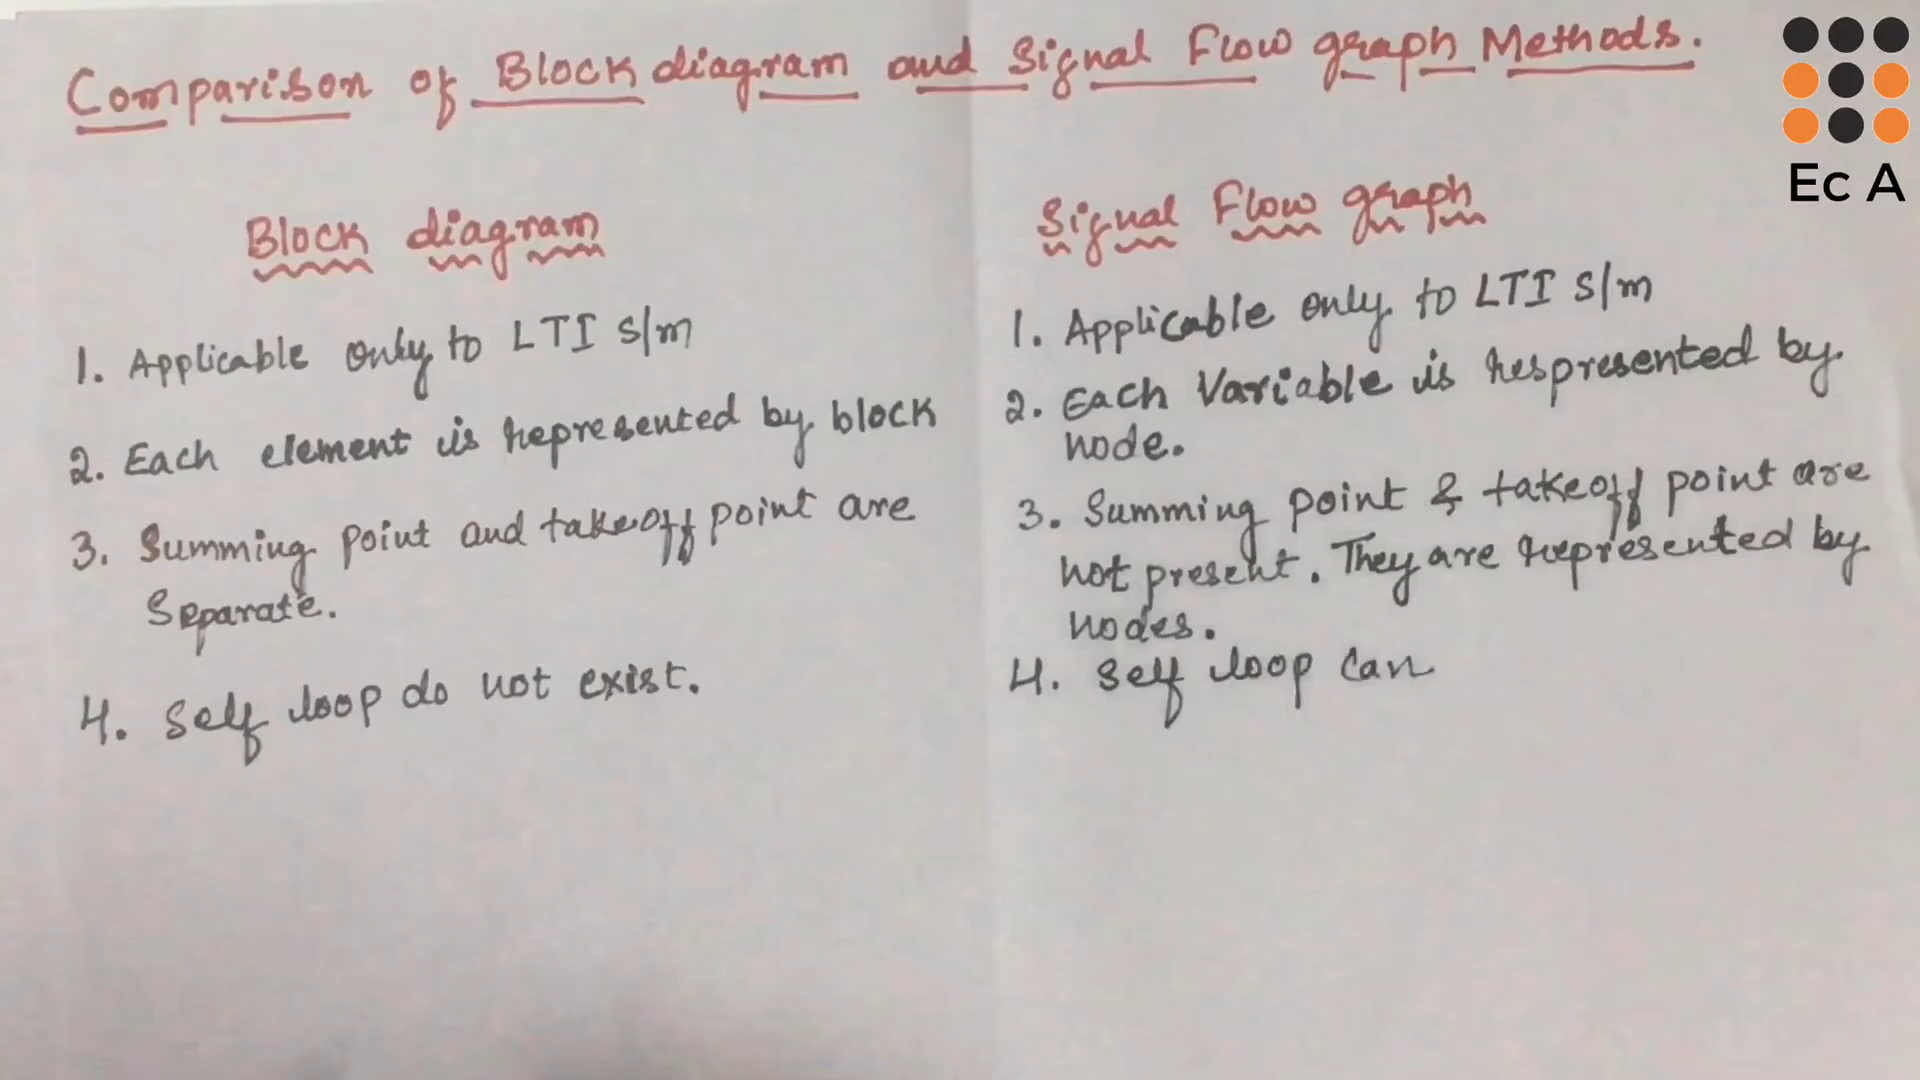 Comparison of Block diagram and Signal Flow graph Methods.
Ec A
Block diagram
1. Applicable only to LTI s/m
2. Each element is represented by block
3. Summing point and takeoff point are
Separate.
4. Self loop do not exist.
Signal Flow graph
1. Applicable only to LTI s/m
2. Each Variable is respresented by
node.
3. Summing point & takeoff point are
not present. They are represented by
nodes.
4. Self loop can